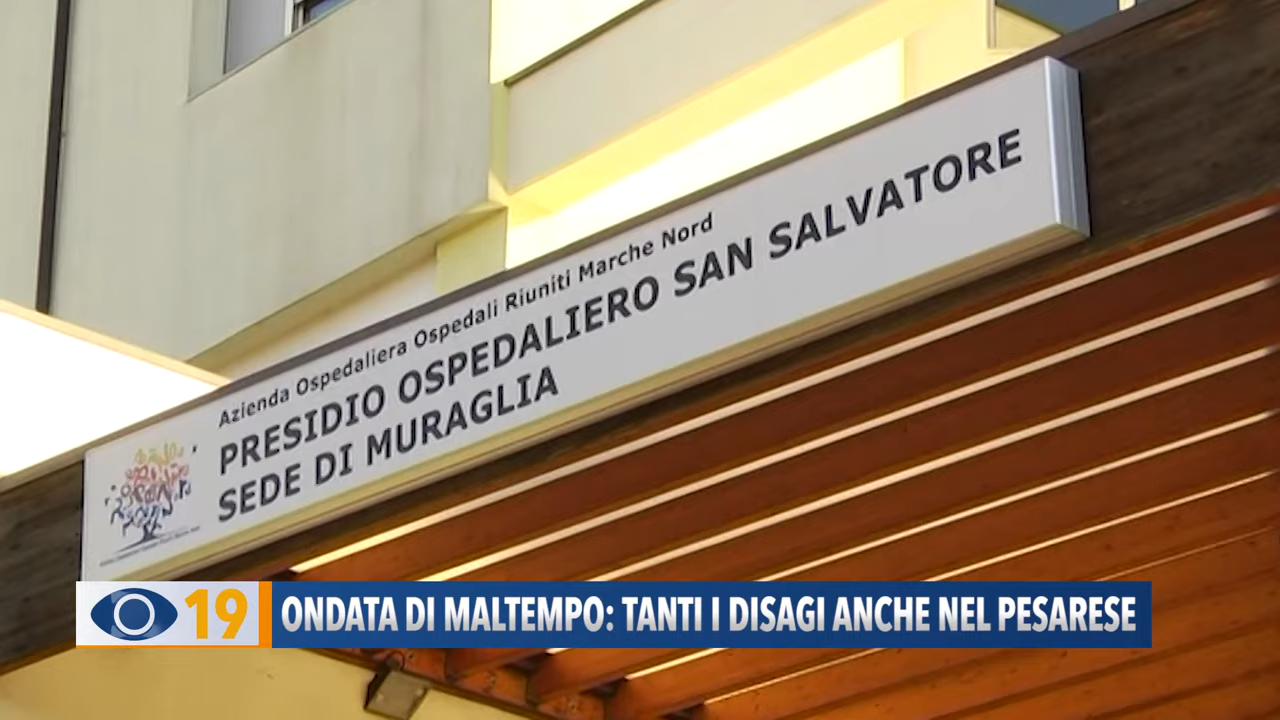 Azienda Ospedaliera Ospedali Riuniti Marche Nord
PRESIDIO OSPEDALIERO SAN SALVATORE
SEDE DI MURAGLIA
19
ONDATA DI MALTEMPO: TANTI I DISAGI ANCHE NEL PESARESE